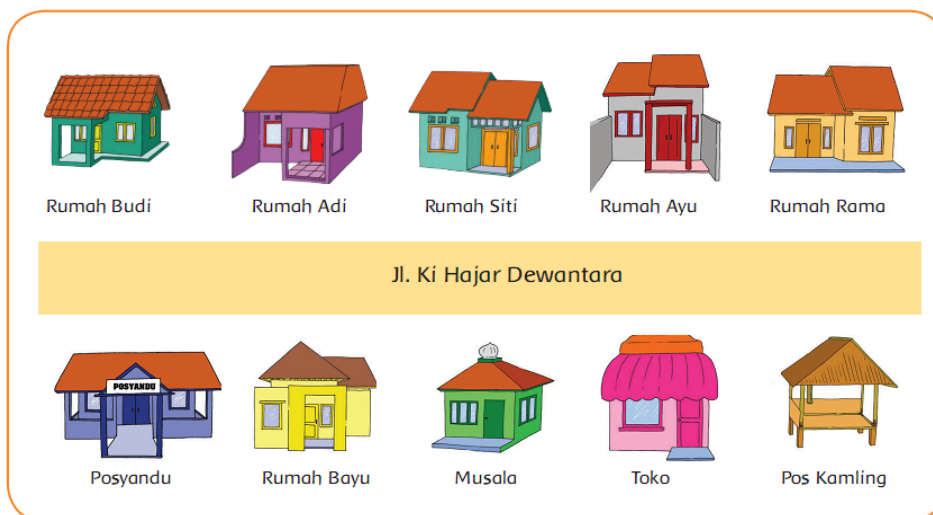 Rumah Budi
Rumah Adi
Rumah Siti
Rumah Ayu
Rumah Rama
Jl. Ki Hajar Dewantara
POSYANDU
Posyandu
Rumah Bayu
Musala
Toko
Pos Kamling